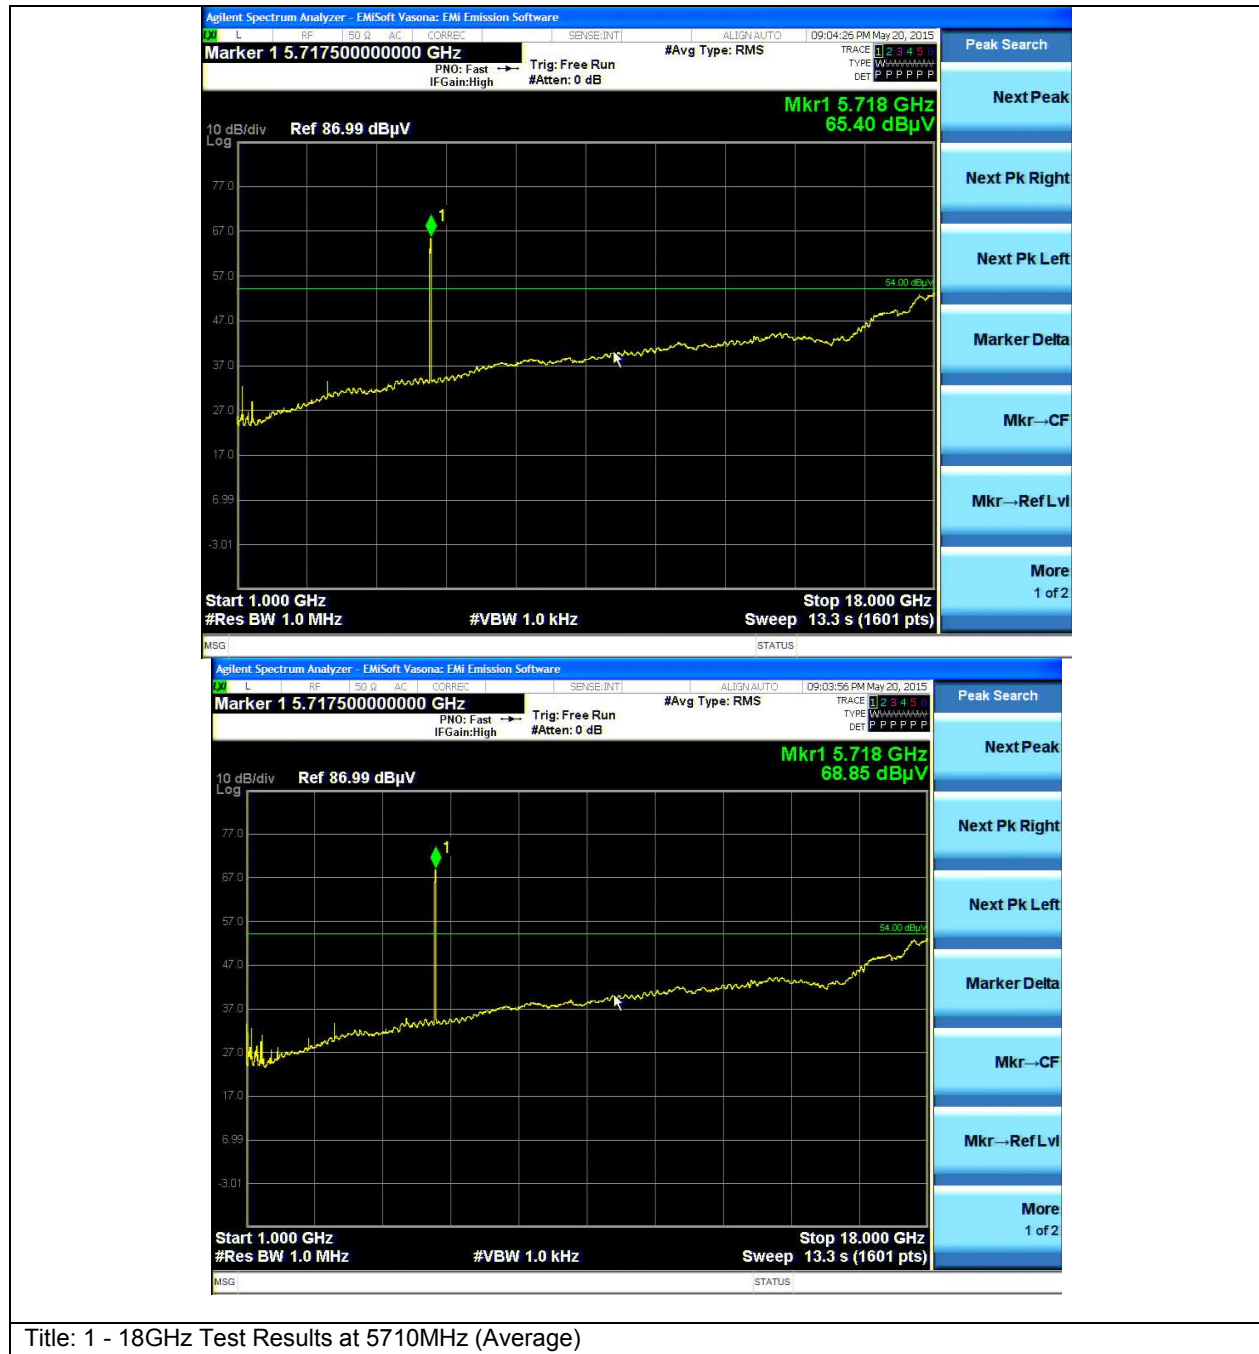 Agilent Spectrum Analyzer - EMiSoft Vasona: EMi Emission Software
LXI L RF 50 Ω AC CORREC SENSE:INT ALIGN AUTO 09:04:26 PM May 20, 2015
Marker 1 5.717500000000 GHz #Avg Type: RMS TRACE 1 2 3 4 5 6
PNO: Fast Trig: Free Run TYPE WWWWWW
IFGain:High #Atten: 0 dB DET P P P P P P
Peak Search
Mkr1 5.718 GHz
10 dB/div Ref 86.99 dBµV 65.40 dBµV
Log
77.0
67.0
57.0
47.0
37.0
27.0
17.0
6.99
-3.01
1
54.00 dBµV
Start 1.000 GHz Stop 18.000 GHz
#Res BW 1.0 MHz #VBW 1.0 kHz Sweep 13.3 s (1601 pts)
MSG STATUS
Next Peak
Next Pk Right
Next Pk Left
Marker Delta
Mkr→CF
Mkr→Ref Lvl
More
1 of 2
Agilent Spectrum Analyzer - EMiSoft Vasona: EMi Emission Software
LXI L RF 50 Ω AC CORREC SENSE:INT ALIGN AUTO 09:03:56 PM May 20, 2015
Marker 1 5.717500000000 GHz #Avg Type: RMS TRACE 1 2 3 4 5 6
PNO: Fast Trig: Free Run TYPE WWWWWW
IFGain:High #Atten: 0 dB DET P P P P P P
Peak Search
Mkr1 5.718 GHz
10 dB/div Ref 86.99 dBµV 68.85 dBµV
Log
77.0
67.0
57.0
47.0
37.0
27.0
17.0
6.99
-3.01
1
54.00 dBµV
Start 1.000 GHz Stop 18.000 GHz
#Res BW 1.0 MHz #VBW 1.0 kHz Sweep 13.3 s (1601 pts)
MSG STATUS
Next Peak
Next Pk Right
Next Pk Left
Marker Delta
Mkr→CF
Mkr→Ref Lvl
More
1 of 2
Title: 1 - 18GHz Test Results at 5710MHz (Average)